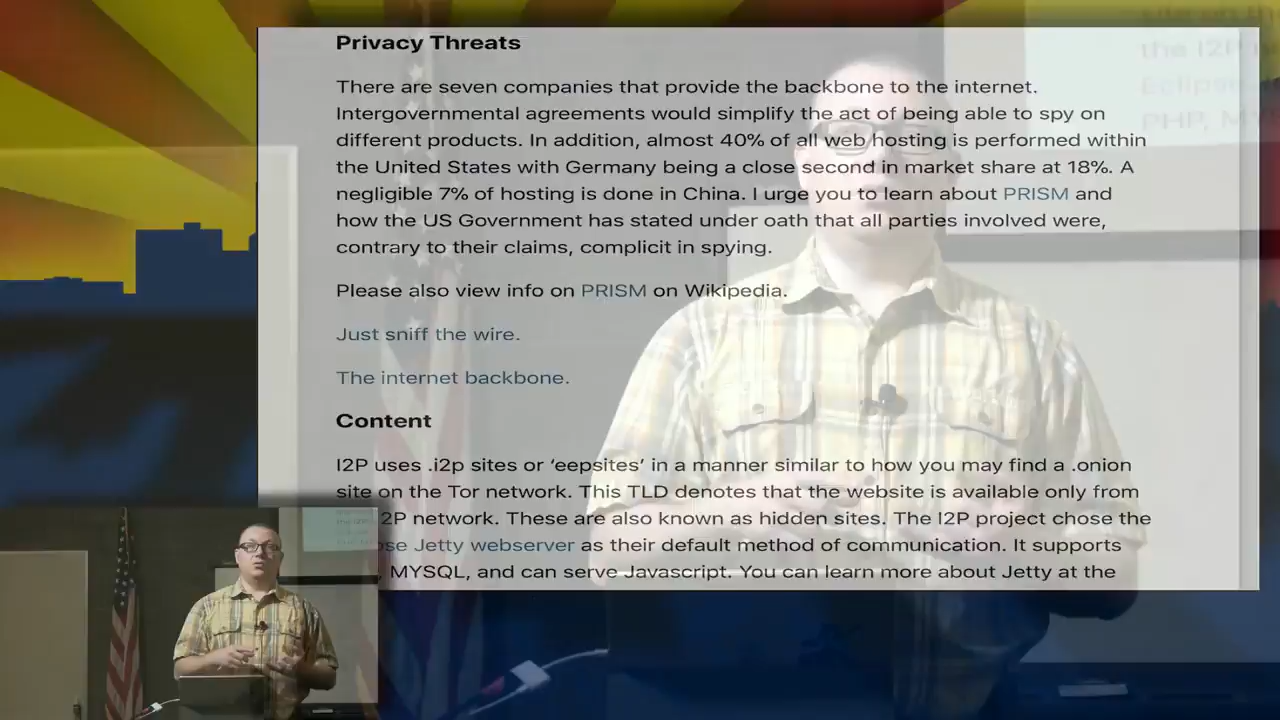 Privacy Threats
There are seven companies that provide the backbone to the internet.
Intergovernmental agreements would simplify the act of being able to spy on
different products. In addition, almost 40% of all web hosting is performed within
the United States with Germany being a close second in market share at 18%. A
negligible 7% of hosting is done in China. I urge you to learn about PRISM and
how the US Government has stated under oath that all parties involved were,
contrary to their claims, complicit in spying.
Please also view info on PRISM on Wikipedia.
Just sniff the wire.
The internet backbone.
Content
I2P uses .i2p sites or ‘eepsites’ in a manner similar to how you may find a .onion
site on the Tor network. This TLD denotes that the website is available only from
2P network. These are also known as hidden sites. The I2P project chose the
se Jetty webserver as their default method of communication. It supports
, MYSQL, and can serve Javascript. You can learn more about Jetty at the
the I2P
PHP, MY